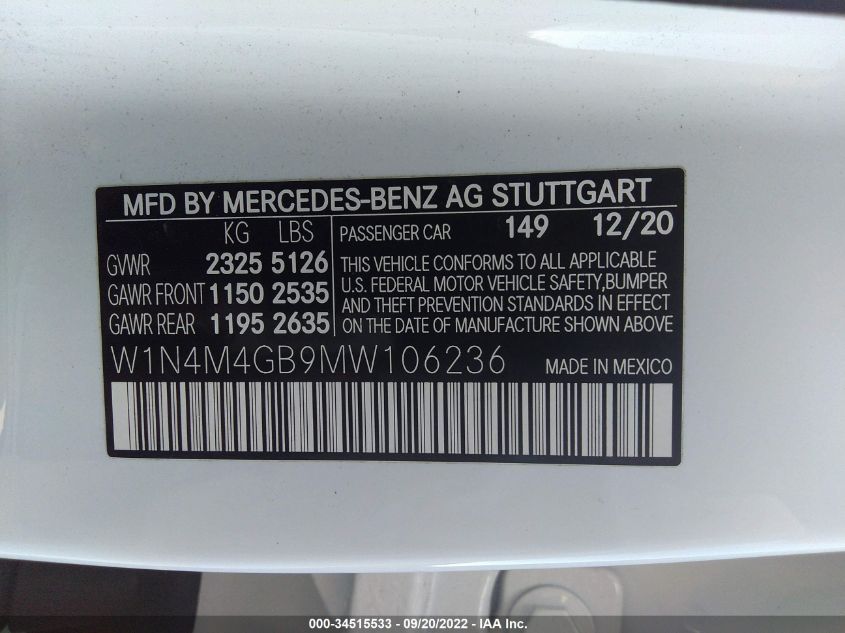 MFD BY MERCEDES-BENZ AG STUTTGART
KG LBS
GVWR 2325 5126
GAWR FRONT 1150 2535
GAWR REAR 1195 2635
PASSENGER CAR 149 12/20
THIS VEHICLE CONFORMS TO ALL APPLICABLE
U.S. FEDERAL MOTOR VEHICLE SAFETY,BUMPER
AND THEFT PREVENTION STANDARDS IN EFFECT
ON THE DATE OF MANUFACTURE SHOWN ABOVE
W1N4M4GB9MW106236 MADE IN MEXICO
000-34515533 - 09/20/2022 - IAA Inc.